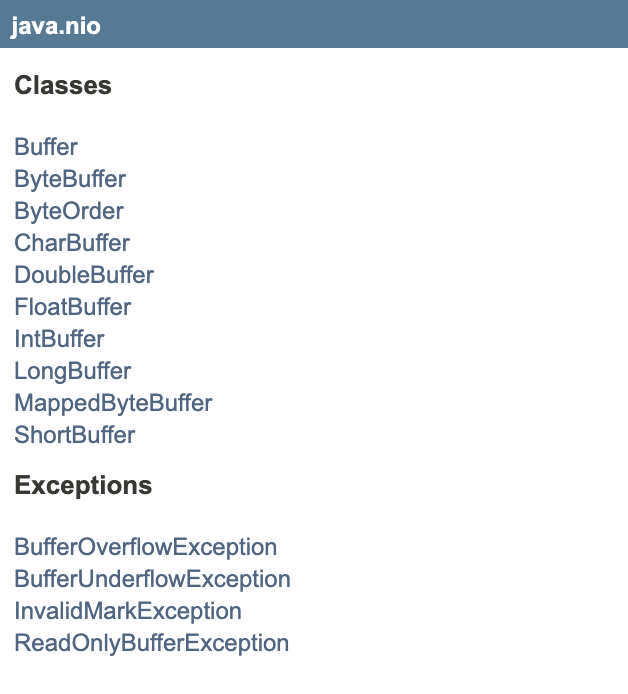 java.nio
Classes
Buffer
ByteBuffer
ByteOrder
CharBuffer
DoubleBuffer
FloatBuffer
IntBuffer
LongBuffer
MappedByteBuffer
ShortBuffer
Exceptions
BufferOverflowException
BufferUnderflowException
InvalidMarkException
ReadOnlyBufferException